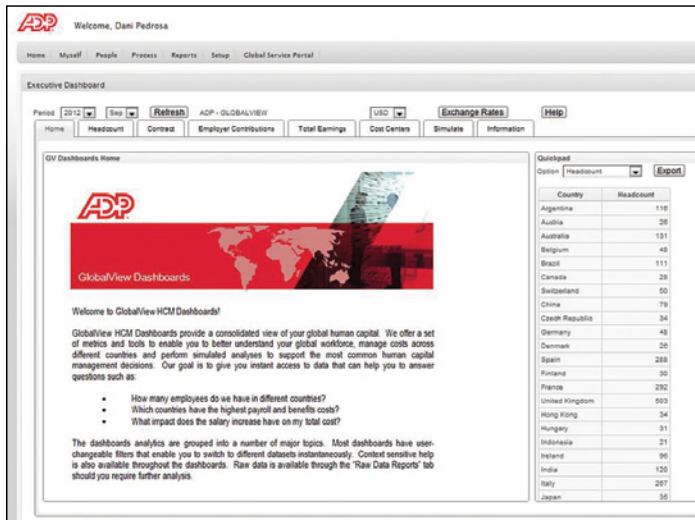 ADP
Welcome, Dani Pedrosa
Home Myself People Process Reports Setup Global Service Portal
Executive Dashboard
Period 2012 Sep Refresh ADP - GLOBALVIEW USD Exchange Rates Help
Home Headcount Contract Employer Contributions Total Earnings Cost Centers Simulate Information
GV Dashboards Home
ADP
GlobalView Dashboards
Welcome to GlobalView HCM Dashboards!
GlobalView HCM Dashboards provide a consolidated view of your global human capital. We offer a set
of metrics and tools to enable you to better understand your global workforce, manage costs across
different countries and perform simulated analyses to support the most common human capital
management decisions. Our goal is to give you instant access to data that can help you to answer
questions such as:
• How many employees do we have in different countries?
• Which countries have the highest payroll and benefits costs?
• What impact does the salary increase have on my total cost?
The dashboards analytics are grouped into a number of major topics. Most dashboards have user-
changeable filters that enable you to switch to different datasets instantaneously. Context sensitive help
is also available throughout the dashboards. Raw data is available through the "Raw Data Reports" tab
should you require further analysis.
Quickpad
Option Headcount Export
Country Headcount
Argentina 116
Austria 26
Australia 131
Belgium 48
Brazil 111
Canada 28
Switzerland 50
China 79
Czech Republic 34
Germany 48
Denmark 26
Spain 288
Finland 30
France 292
United Kingdom 503
Hong Kong 34
Hungary 31
Indonesia 21
Ireland 96
India 120
Italy 267
Japan 35